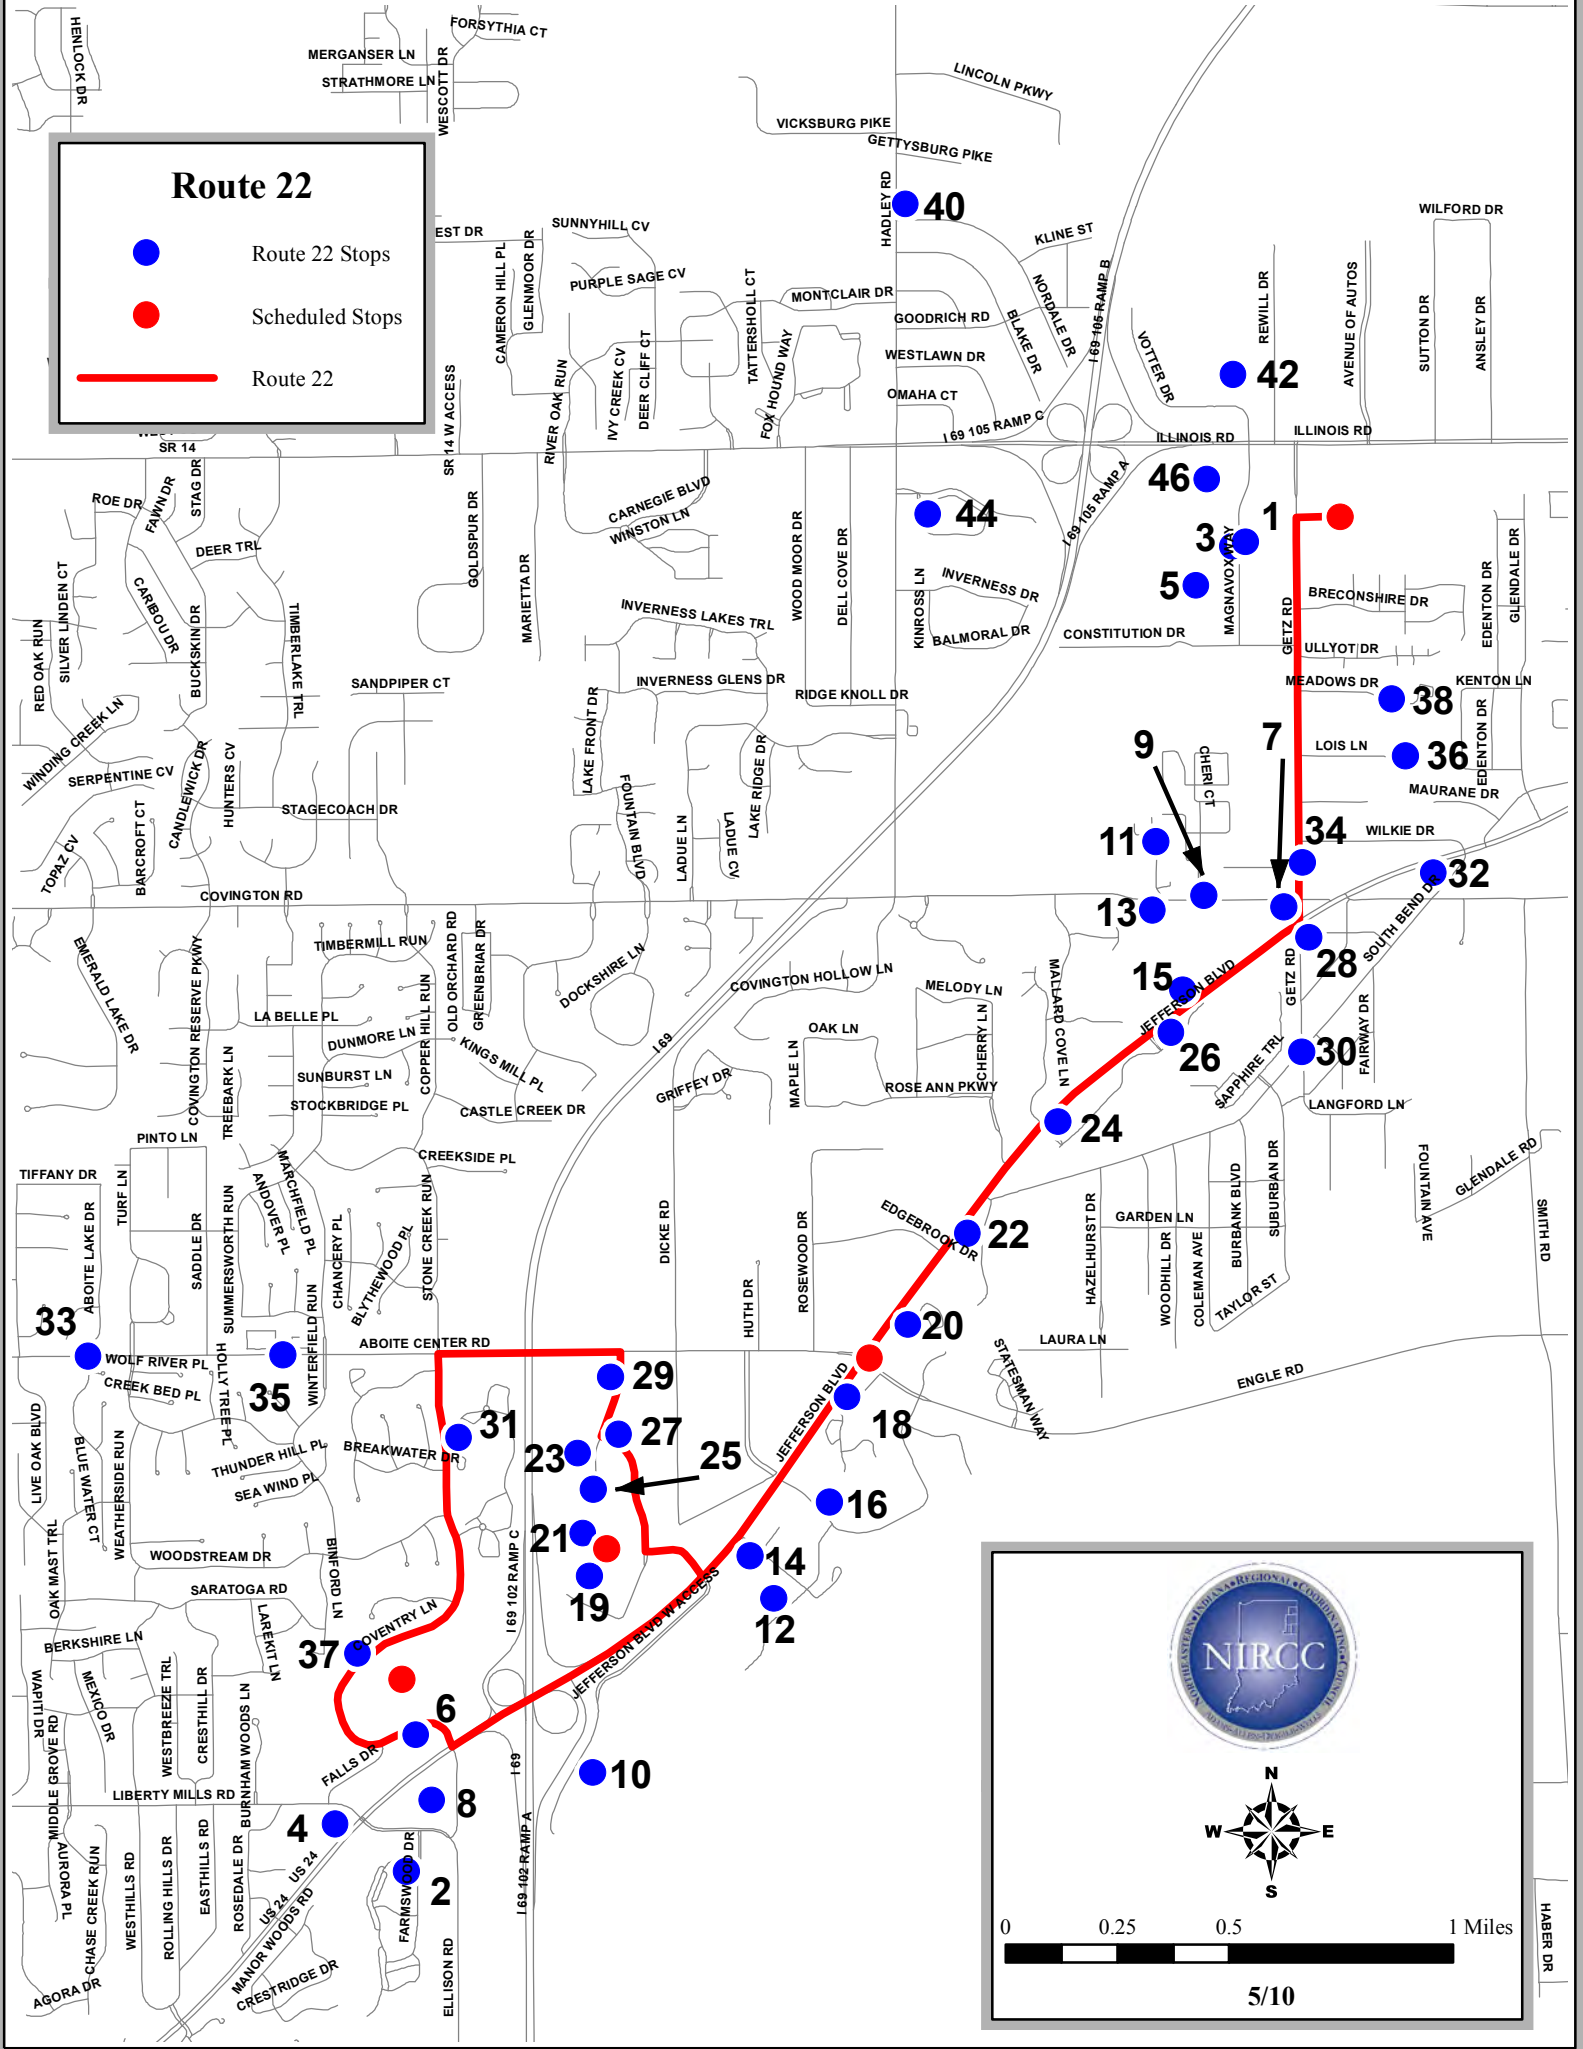 HENLOCK DR
FORSYTHIA CT
MERGANSER LN
STRATHMORE LN
WESCOTT DR
LINCOLN PKWY
VICKSBURG PIKE
GETTYSBURG PIKE
Route 22
Route 22 Stops
Scheduled Stops
Route 22
HADLEY RD
40
KLINE ST
WILFORD DR
EST DR
SUNNYHILL CV
CAMERON HILL PL
GLENMOOR DR
PURPLE SAGE CV
TATTERSHOLL CT
MONTCLAIR DR
GOODRICH RD
NORDALE DR
BLAKE DR
I 69 105 RAMP B
REWILL DR
AVENUE OF AUTOS
SUTTON DR
ANSLEY DR
VOTTER DR
42
WESTLAWN DR
OMAHA CT
FOX HOUND WAY
DEER CLIFF CT
IVY CREEK CV
RIVER OAK RUN
SR 14 W ACCESS
I 69 105 RAMP C
ILLINOIS RD
ILLINOIS RD
SR 14
ROE DR
FAWN DR
STAG DR
DEER TRL
GOLDSPUR DR
CARNEGIE BLVD
WINSTON LN
44
I 69 105 RAMP A
46
1
3
5
MAGNAVOX WAY
SILVER LINDEN CT
RED OAK RUN
CARIBOU DR
BUCKSKIN DR
TIMBERLAKE TRL
MARIETTA DR
INVERNESS LAKES TRL
WOOD MOOR DR
DELL COVE DR
KINROSS LN
INVERNESS DR
BALMORAL DR
CONSTITUTION DR
GETZ RD
BRECONSHIRE DR
EDENTON DR
GLENDALE DR
ULLYOT DR
MEADOWS DR
KENTON LN
38
SANDPIPER CT
INVERNESS GLENS DR
RIDGE KNOLL DR
WINDING CREEK LN
SERPENTINE CV
CANDLEWICK DR
HUNTERS CV
STAGECOACH DR
LAKE FRONT DR
FOUNTAIN BLVD
LADUE LN
LADUE CV
LAKE RIDGE DR
9
CHERI CT
7
LOIS LN
36
EDENTON DR
MAURANE DR
TOPAZ CV
BARCROFT CT
11
34
WILKIE DR
32
COVINGTON RD
13
SOUTH BEND DR
28
EMERALD LAKE DR
COVINGTON RESERVE PKWY
TIMBERMILL RUN
OLD ORCHARD RD
GREENBRIAR DR
DOCKSHIRE LN
COVINGTON HOLLOW LN
MELODY LN
MALLARD COVE LN
15
JEFFERSON BLVD
GETZ RD
LA BELLE PL
DUNMORE LN
COPPER HILL RUN
KINGS MILL PL
I 69
OAK LN
CHERRY LN
26
30
FAIRWAY DR
SAPPHIRE TRL
TREEBARK LN
SUNBURST LN
STOCKBRIDGE PL
CASTLE CREEK DR
GRIFFEY DR
MAPLE LN
ROSE ANN PKWY
LANGFORD LN
24
PINTO LN
TIFFANY DR
TURF LN
MARCHFIELD PL
ANDOVER PL
CREEKSIDE PL
FOUNTAIN AVE
GLENDALE RD
ABOITE LAKE DR
SADDLE DR
SUMMERSWORTH RUN
CHANCERY PL
BLYTHEWOOD PL
STONE CREEK RUN
DICKE RD
ROSEWOOD DR
EDGEBROOK DR
22
HAZELHURST DR
GARDEN LN
WOODHILL DR
COLEMAN AVE
BURBANK BLVD
SUBURBAN DR
TAYLOR ST
SMITH RD
33
WINTERFIELD RUN
HUTH DR
20
LAURA LN
ABOITE CENTER RD
WOLF RIVER PL
CREEK BED PL
HOLLY TREE PL
35
29
STATESMAN WAY
ENGLE RD
JEFFERSON BLVD
18
LIVE OAK BLVD
BLUE WATER CT
WEATHERSIDE RUN
31
BREAKWATER DR
THUNDER HILL PL
SEA WIND PL
27
23
25
16
OAK MAST TRL
WOODSTREAM DR
BINFORD LN
21
14
SARATOGA RD
I 69 102 RAMP C
19
12
COVENTRY LN
LAREKIT LN
BERKSHIRE LN
37
JEFFERSON BLVD W ACCESS
WAPITI DR
MEXICO DR
WESTBREEZE TRL
CRESTHILL DR
6
MIDDLE GROVE RD
BURNHAM WOODS LN
FALLS DR
I 69
10
LIBERTY MILLS RD
4
8
AURORA PL
CHASE CREEK RUN
WESTHILLS RD
ROLLING HILLS DR
EASTHILLS RD
ROSEDALE DR
US 24
US 24
FARMSWOOD DR
2
I 69 102 RAMP A
MANOR WOODS RD
CRESTRIDGE DR
AGORA DR
ELLISON RD
HABER DR
NORTHEASTERN INDIANA REGIONAL COORDINATING COUNCIL
NIRCC
N
W E
S
0 0.25 0.5 1 Miles
5/10